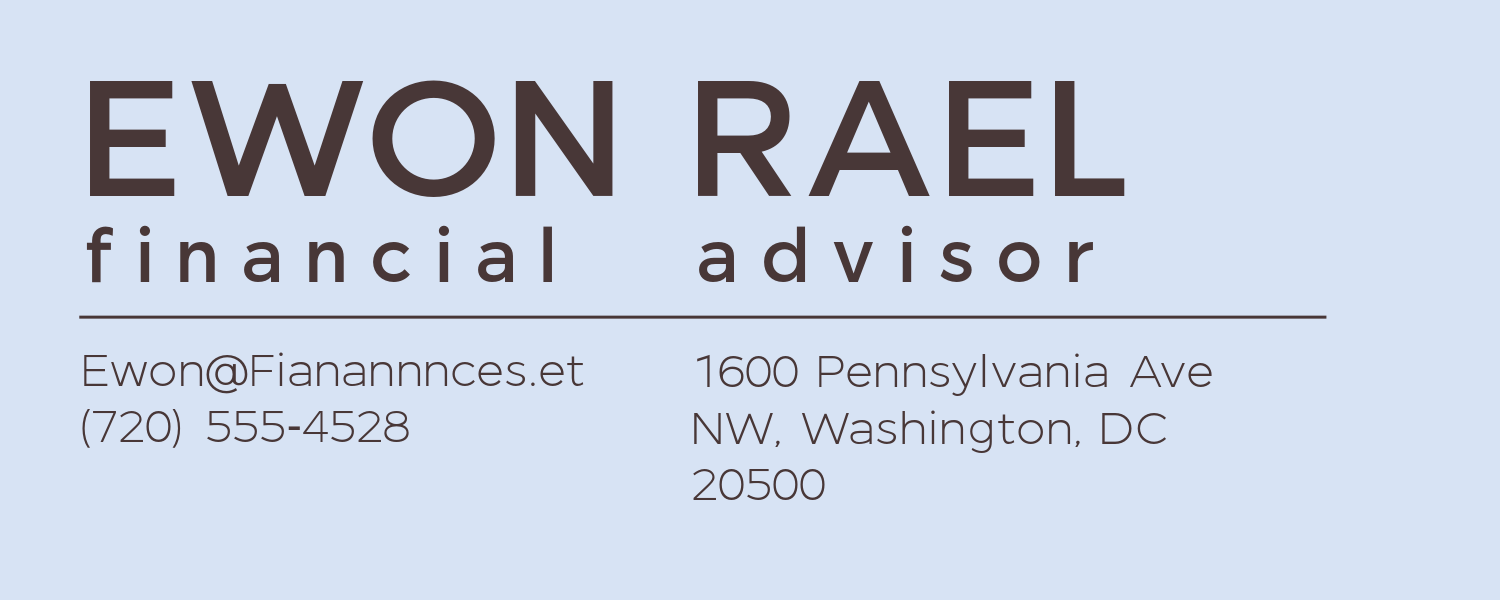 EWON RAEL
financial advisor
Ewon@Fianannnces.et
(720) 555-4528
1600 Pennsylvania Ave
NW, Washington, DC
20500